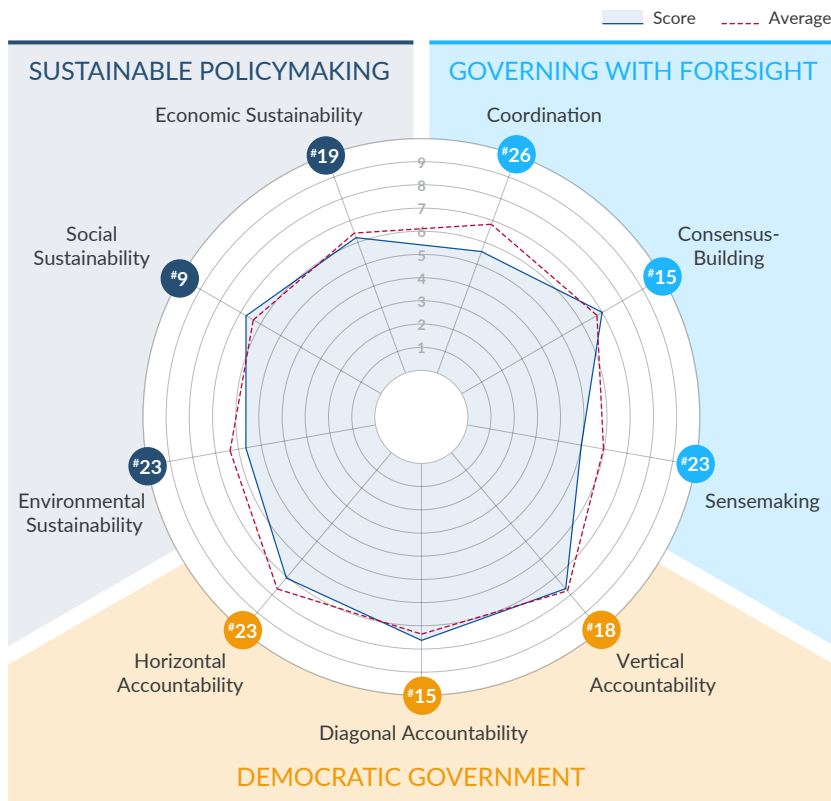 Score
Average
SUSTAINABLE POLICYMAKING
GOVERNING WITH FORESIGHT
Economic Sustainability
Coordination
#19
#26
9
8
7
6
5
4
3
2
1
Social
Sustainability
#9
Consensus-
Building
#15
#23
Environmental
Sustainability
#23
Sensemaking
#23
Horizontal
Accountability
#18
Vertical
Accountability
#15
Diagonal Accountability
DEMOCRATIC GOVERNMENT